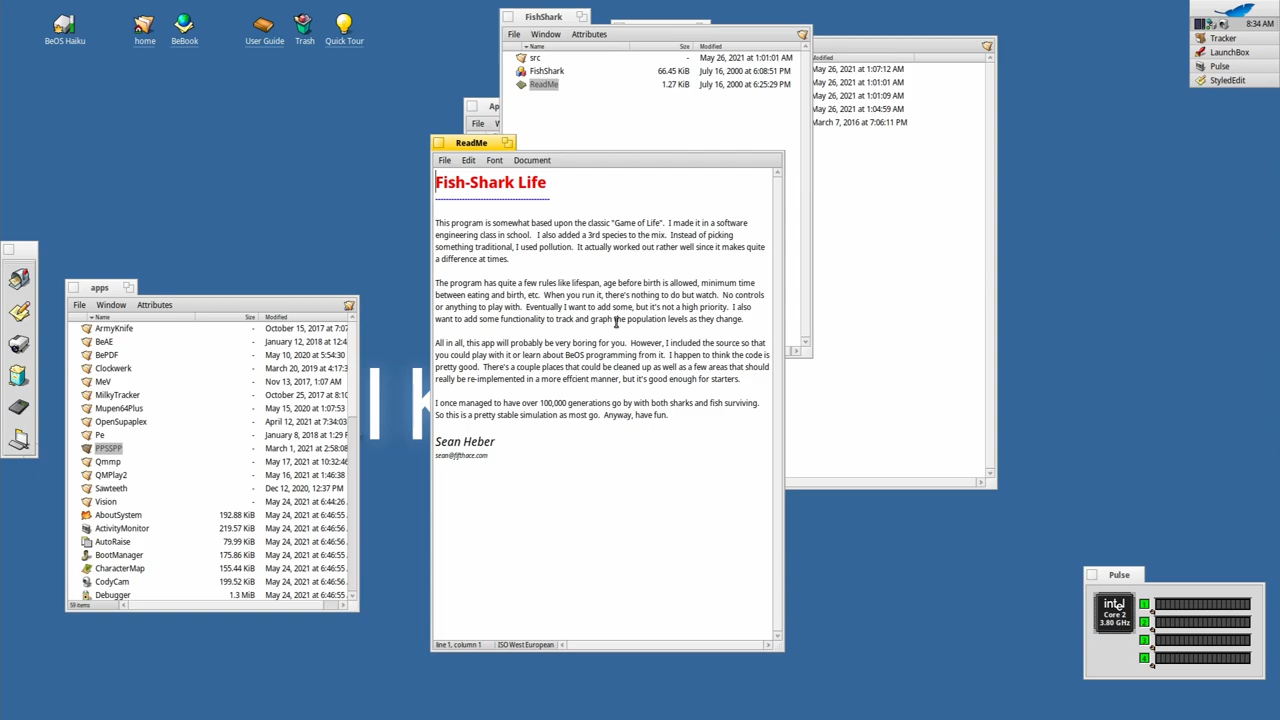 BeOS Haiku
home
BeBook
User Guide
Trash
Quick Tour
8:34 AM
Tracker
LaunchBox
Pulse
StyledEdit
FishShark
File Window Attributes
Name Size Modified
src - May 26, 2021 at 1:01:01 AM
FishShark 66.45 KiB July 16, 2000 at 6:08:51 PM
ReadMe 1.27 KiB July 16, 2000 at 6:25:29 PM
Modified
May 26, 2021 at 1:07:12 AM
May 26, 2021 at 1:01:01 AM
May 26, 2021 at 1:01:09 AM
May 26, 2021 at 1:04:59 AM
March 7, 2016 at 7:06:11 PM
Ap
File W
ReadMe
File Edit Font Document
Fish-Shark Life
------------------------------------------
This program is somewhat based upon the classic "Game of Life". I made it in a software
engineering class in school. I also added a 3rd species to the mix. Instead of picking
something traditional, I used pollution. It actually worked out rather well since it makes quite
a difference at times.
The program has quite a few rules like lifespan, age before birth is allowed, minimum time
between eating and birth, etc. When you run it, there's nothing to do but watch. No controls
or anything to play with. Eventually I want to add some, but it's not a high priority. I also
want to add some functionality to track and graph the population levels as they change.
All in all, this app will probably be very boring for you. However, I included the source so that
you could play with it or learn about BeOS programming from it. I happen to think the code is
pretty good. There's a couple places that could be cleaned up as well as a few areas that should
really be re-implemented in a more effcient manner, but it's good enough for starters.
I once managed to have over 100,000 generations go by with both sharks and fish surviving.
So this is a pretty stable simulation as most go. Anyway, have fun.
Sean Heber
sean@fifthace.com
line 1, column 1 ISO West European
apps
File Window Attributes
Name Size Modified
ArmyKnife - October 15, 2017 at 7:07
BeAE - January 12, 2018 at 4
BePDF - May 10, 2020 at 5:54:30
Clockwerk - March 20, 2019 at 4:17:3
MeV - Nov 13, 2017, 1:07 AM
MilkyTracker - October 25, 2017 at 8:10
Mupen64Plus - May 15, 2020 at 1:07:53
OpenSupaplex - April 12, 2021 at 7:34:03
Pe - January 8, 2018 at 1:29 F
PPSSPP - March 1, 2021 at 2:58:08
Qmmp - May 17, 2021 at 10:32:46
QMPlay2 - May 16, 2021 at 1:46:38
Sawteeth - Dec 12, 2020, 12:37 PM
Vision - May 24, 2021 at 6:44:26
AboutSystem 192.88 KiB May 24, 2021 at 6:46:55
ActivityMonitor 219.57 KiB May 24, 2021 at 6:46:56
AutoRaise 79.99 KiB May 24, 2021 at 6:46:56
BootManager 175.86 KiB May 24, 2021 at 6:46:55
CharacterMap 155.44 KiB May 24, 2021 at 6:46:55
CodyCam 199.52 KiB May 24, 2021 at 6:46:55
Debugger 1.3 MiB May 24, 2021 at 6:46:55
59 items
Pulse
intel
Core 2
3.80 GHz
1
2
3
4